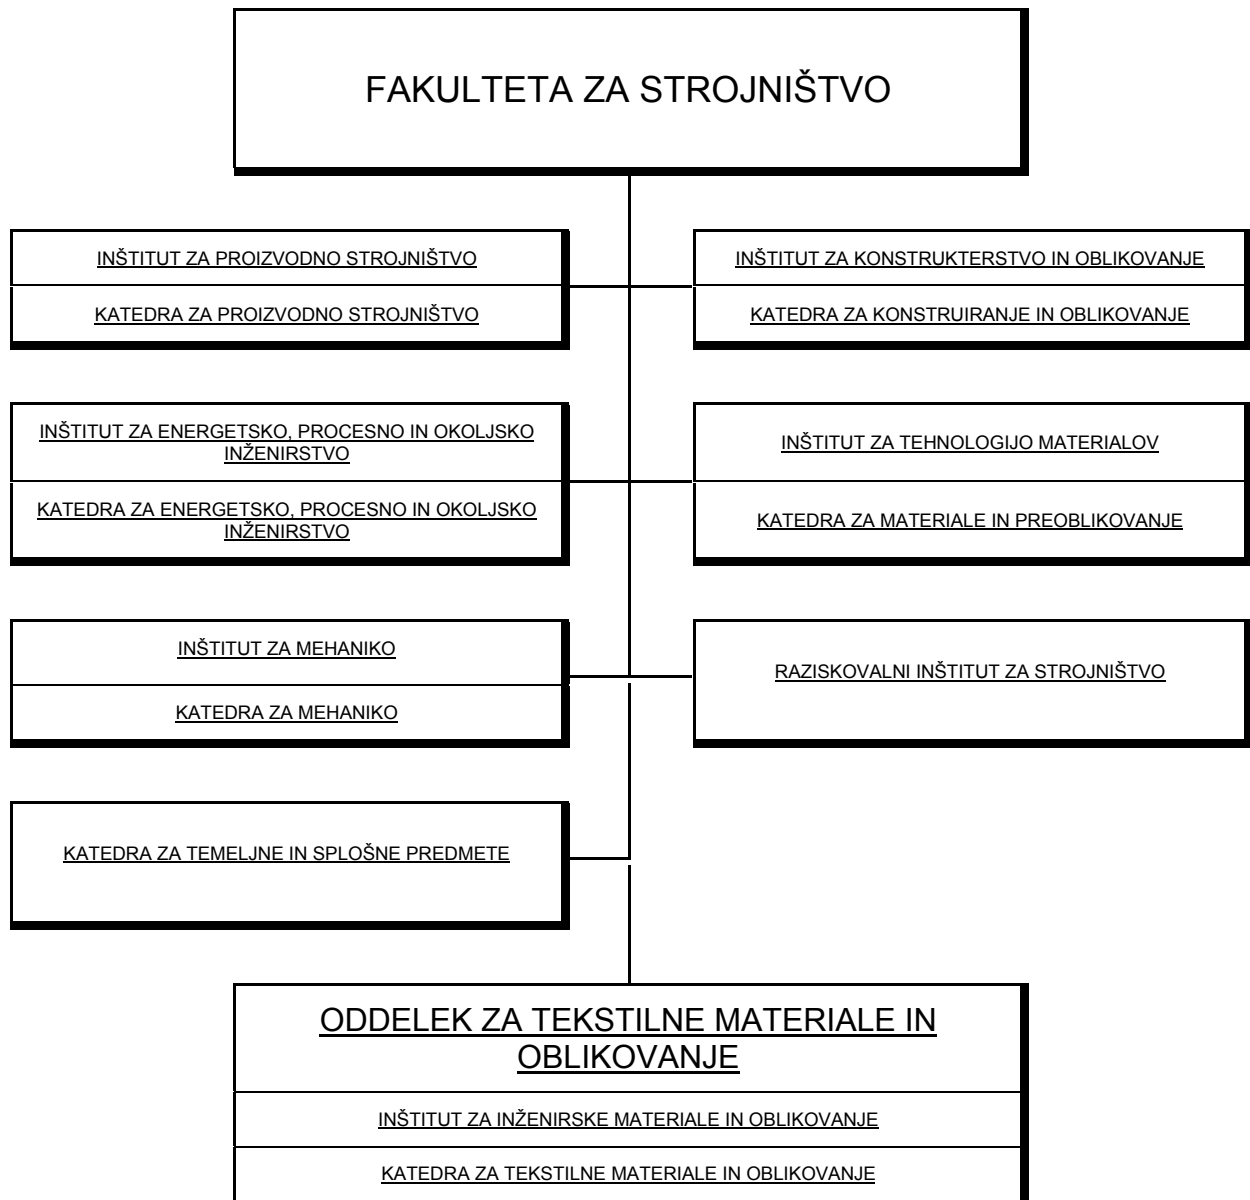 FAKULTETA ZA STROJNIŠTVO
INŠTITUT ZA PROIZVODNO STROJNIŠTVO
KATEDRA ZA PROIZVODNO STROJNIŠTVO
INŠTITUT ZA KONSTRUKTERSTVO IN OBLIKOVANJE
KATEDRA ZA KONSTRUIRANJE IN OBLIKOVANJE
INŠTITUT ZA ENERGETSKO, PROCESNO IN OKOLJSKO
INŽENIRSTVO
KATEDRA ZA ENERGETSKO, PROCESNO IN OKOLJSKO
INŽENIRSTVO
INŠTITUT ZA TEHNOLOGIJO MATERIALOV
KATEDRA ZA MATERIALE IN PREOBLIKOVANJE
INŠTITUT ZA MEHANIKO
KATEDRA ZA MEHANIKO
RAZISKOVALNI INŠTITUT ZA STROJNIŠTVO
KATEDRA ZA TEMELJNE IN SPLOŠNE PREDMETE
ODDELEK ZA TEKSTILNE MATERIALE IN
OBLIKOVANJE
INŠTITUT ZA INŽENIRSKE MATERIALE IN OBLIKOVANJE
KATEDRA ZA TEKSTILNE MATERIALE IN OBLIKOVANJE